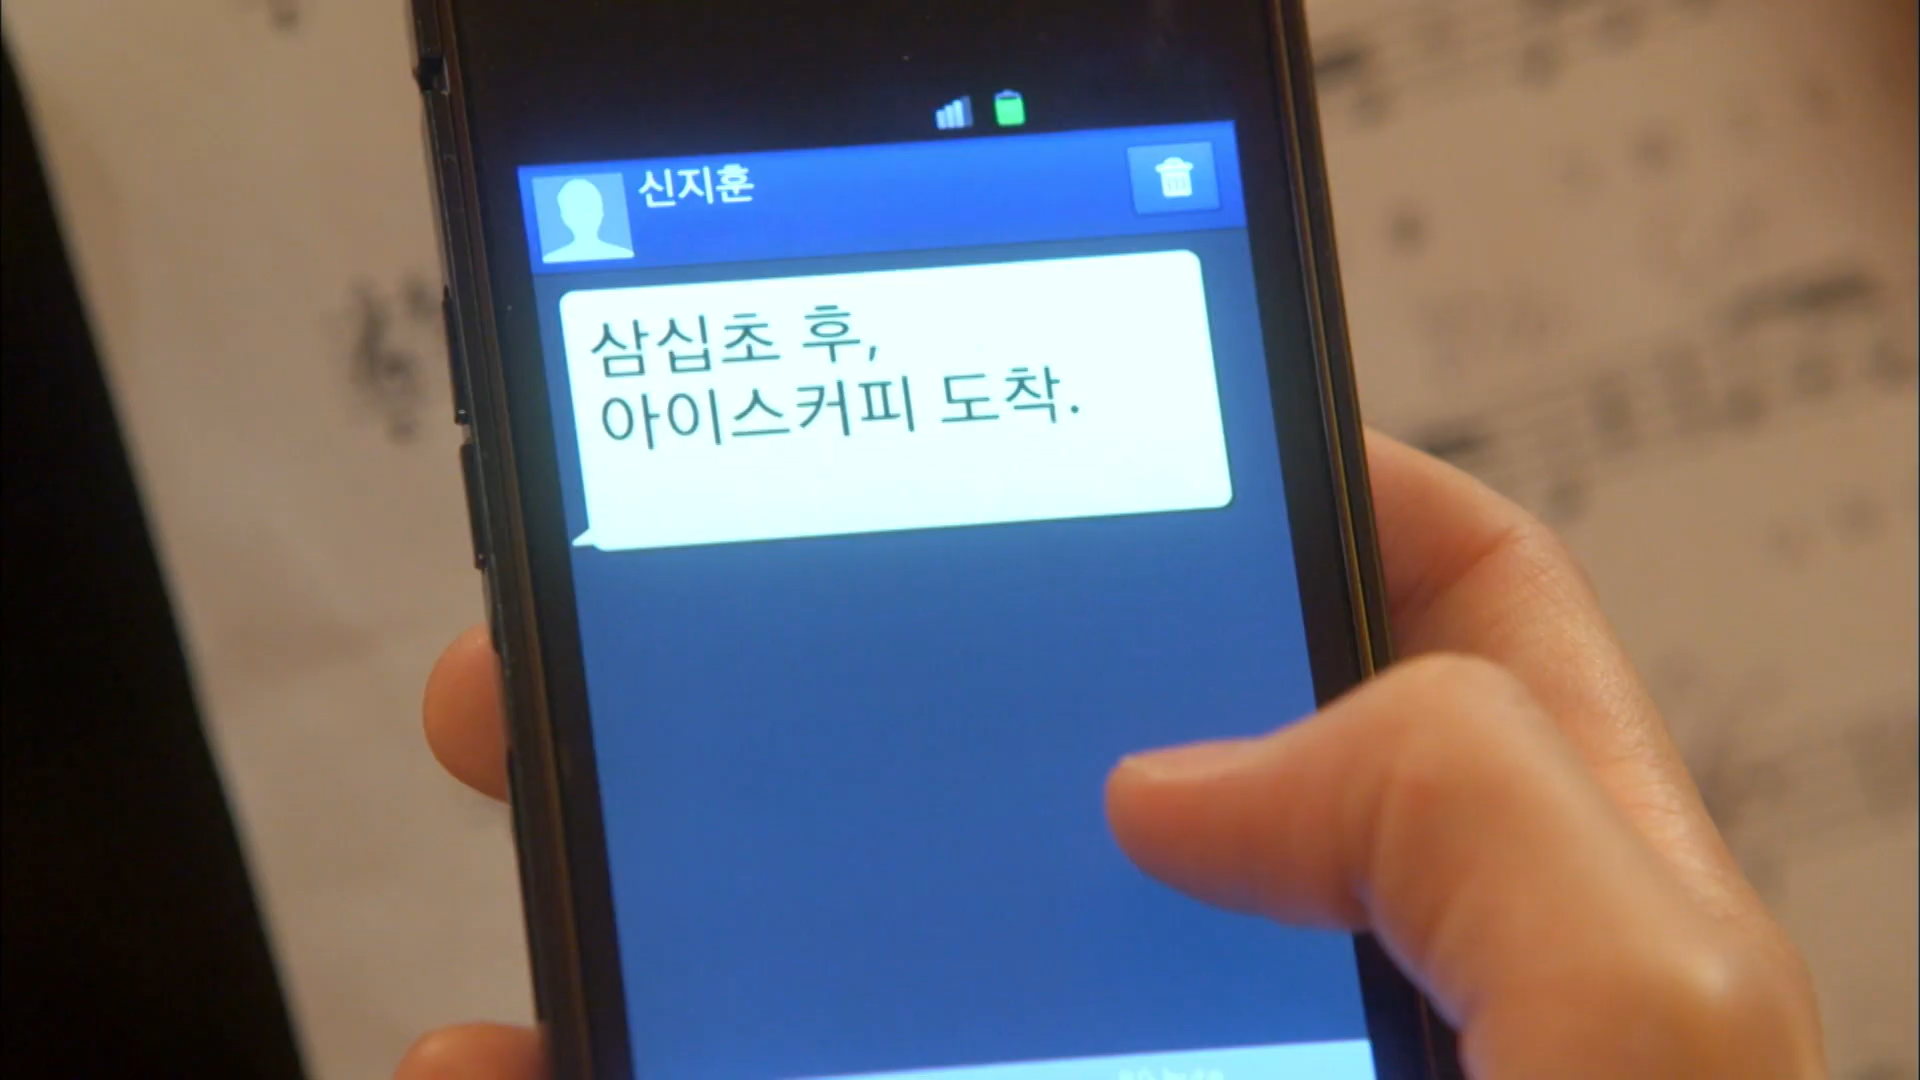 신지훈
삼십초 후,
아이스커피 도착.